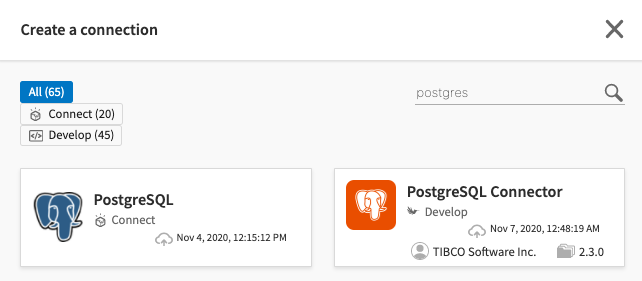 Create a connection
All (65)
Connect (20)
Develop (45)
postgres
PostgreSQL
Connect
Nov 4, 2020, 12:15:12 PM
PostgreSQL Connector
Develop
Nov 7, 2020, 12:48:19 AM
TIBCO Software Inc.
2.3.0